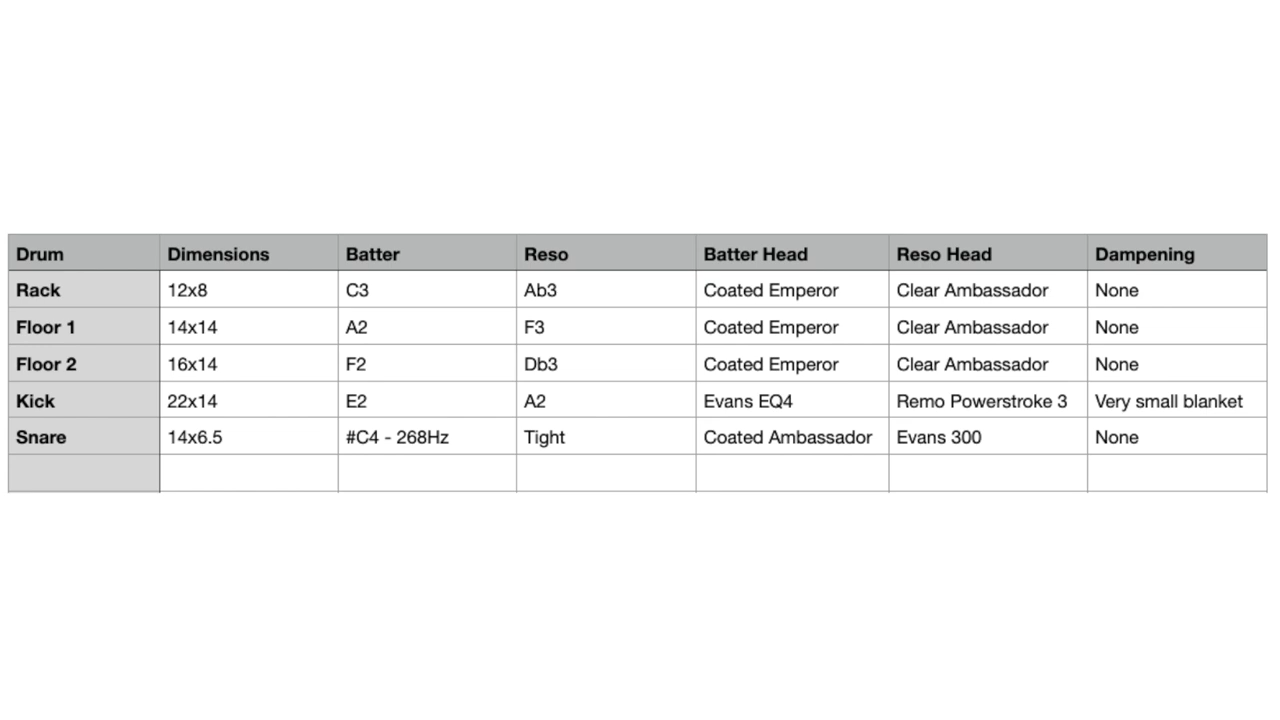 Drum Dimensions Batter Reso Batter Head Reso Head Dampening
Rack 12x8 C3 Ab3 Coated Emperor Clear Ambassador None
Floor 1 14x14 A2 F3 Coated Emperor Clear Ambassador None
Floor 2 16x14 F2 Db3 Coated Emperor Clear Ambassador None
Kick 22x14 E2 A2 Evans EQ4 Remo Powerstroke 3 Very small blanket
Snare 14x6.5 #C4 - 268Hz Tight Coated Ambassador Evans 300 None